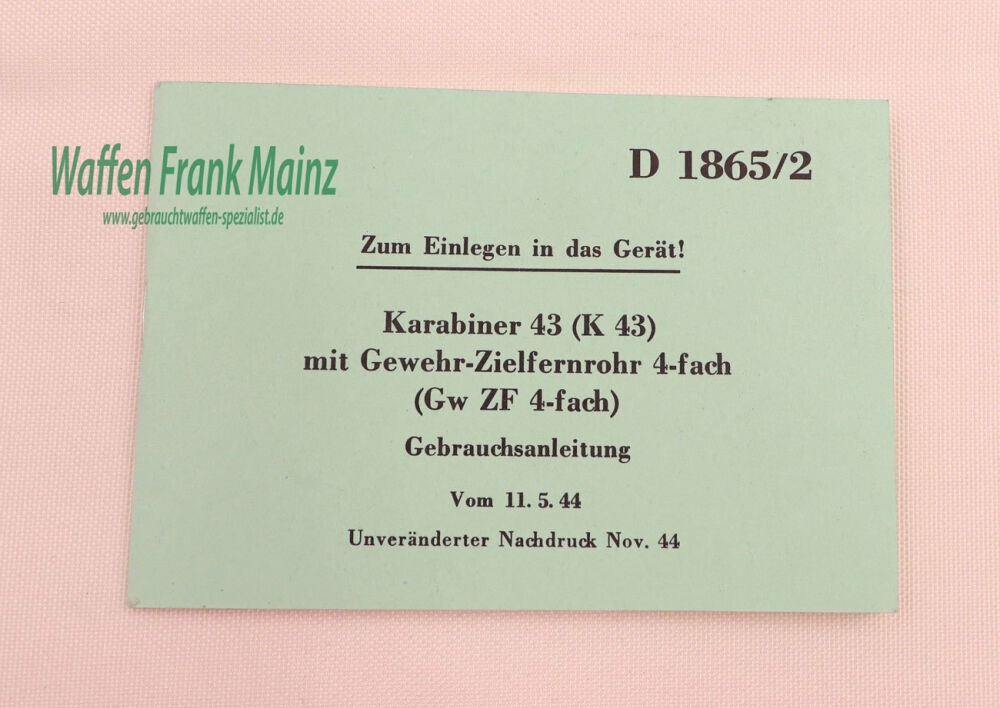 Waffen Frank Mainz
www.gebrauchtwaffen-spezialist.de
D 1865/2
Zum Einlegen in das Gerät!
Karabiner 43 (K 43)
mit Gewehr-Zielfernrohr 4-fach
(Gw ZF 4-fach)
Gebrauchsanleitung
Vom 11. 5. 44
Unveränderter Nachdruck Nov. 44